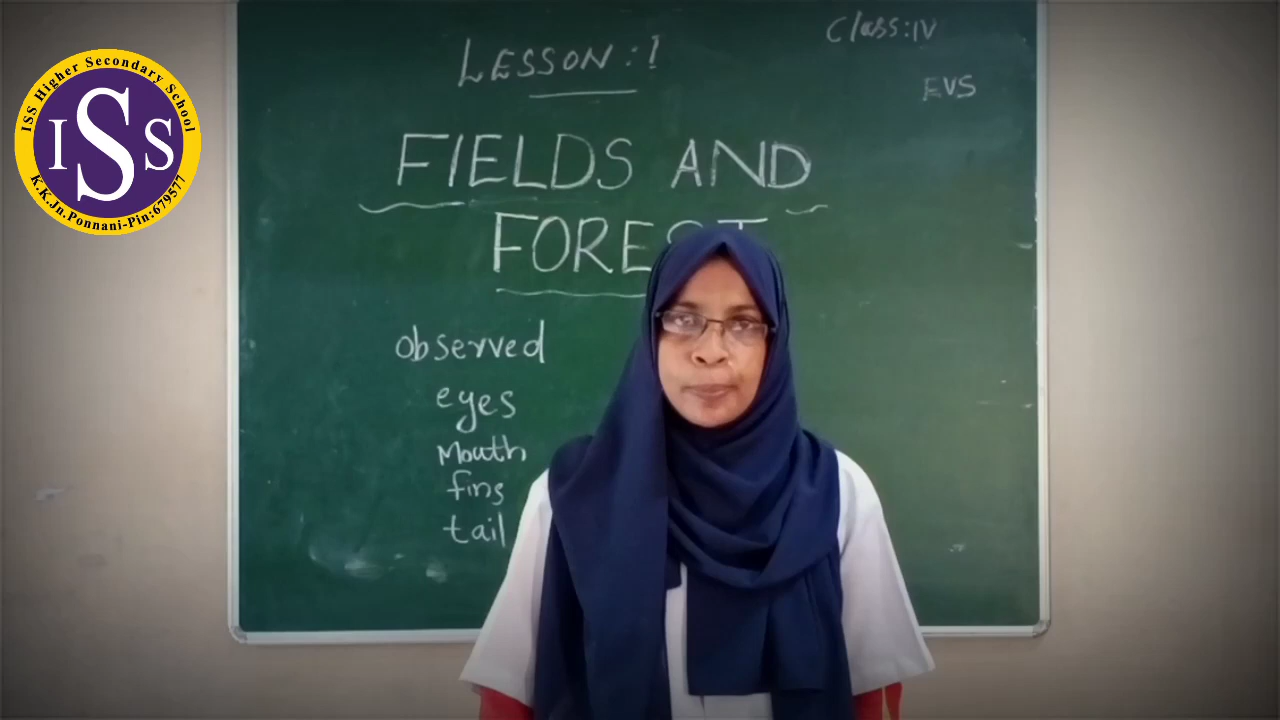 ISS Higher Secondary School
ISS
K.K.Jn.Ponnani-Pin:679577
Class:IV
LESSON:1
EVS
FIELDS AND
FOREST
observed
eyes
Mouth
fins
tail